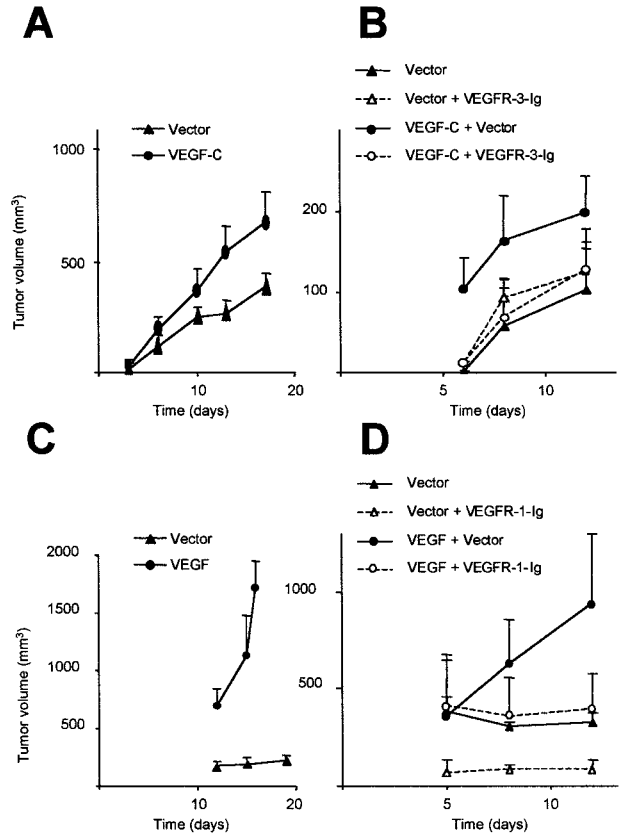 A
Vector
VEGF-C
1000
500
Tumor volume (mm³)
10
20
Time (days)
B
Vector
Vector + VEGFR-3-Ig
VEGF-C + Vector
VEGF-C + VEGFR-3-Ig
200
100
5
10
Time (days)
C
Vector
VEGF
2000
1500
1000
500
Tumor volume (mm³)
10
20
Time (days)
D
Vector
Vector + VEGFR-1-Ig
VEGF + Vector
VEGF + VEGFR-1-Ig
1000
500
5
10
Time (days)